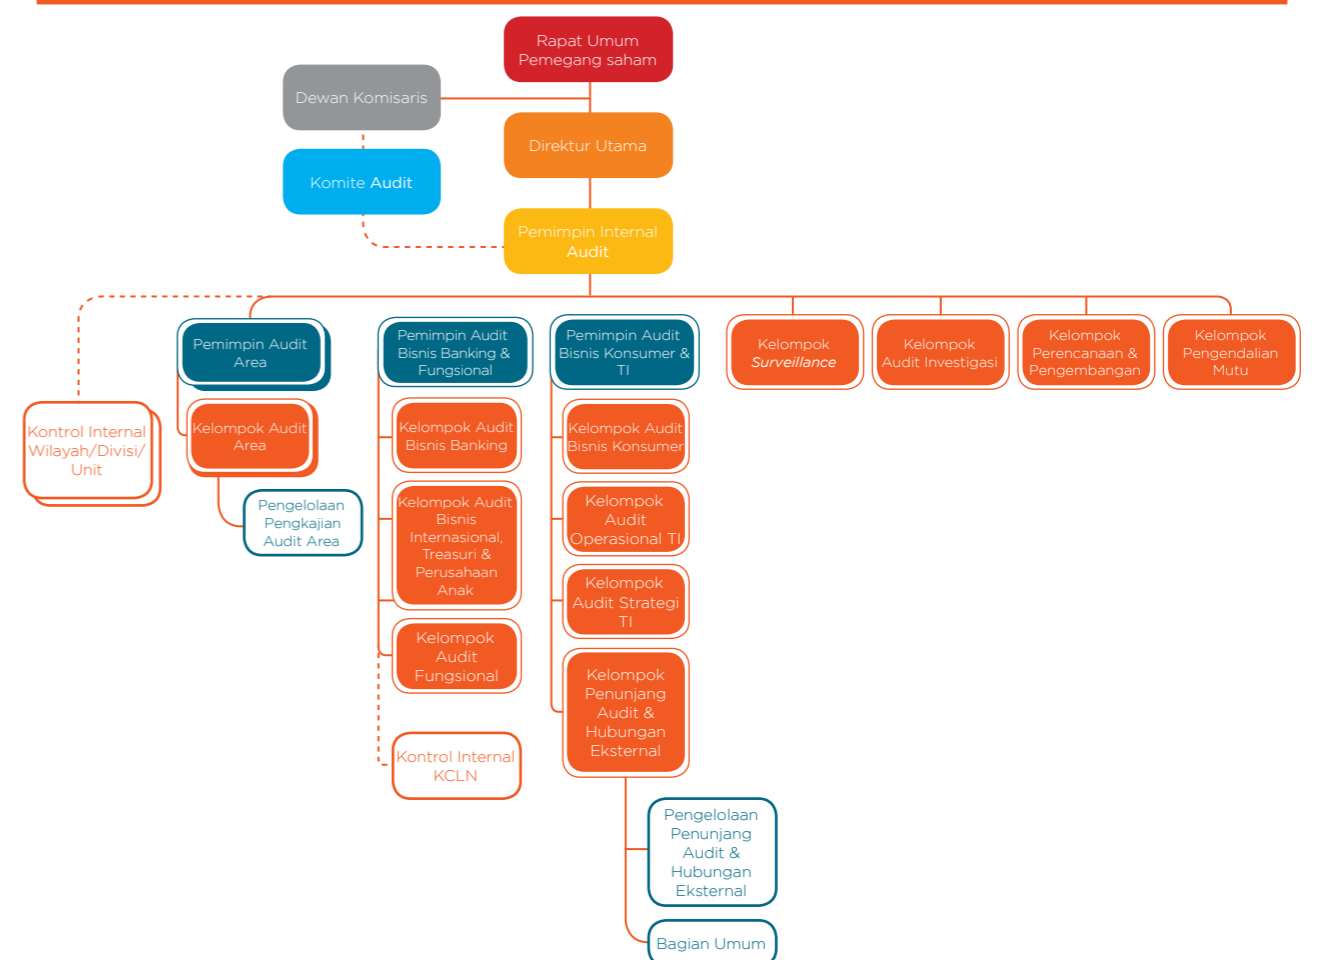 Rapat Umum
Pemegang saham
Dewan Komisaris
Direktur Utama
Komite Audit
Pemimpin Internal
Audit
Pemimpin Audit
Area
Pemimpin Audit
Bisnis Banking &
Fungsional
Pemimpin Audit
Bisnis Konsumer &
TI
Kelompok
Surveillance
Kelompok
Audit Investigasi
Kelompok
Perencanaan &
Pengembangan
Kelompok
Pengendalian
Mutu
Kontrol Internal
Wilayah/Divisi/
Unit
Kelompok Audit
Area
Pengelolaan
Pengkajian
Audit Area
Kelompok Audit
Bisnis Banking
Kelompok Audit
Bisnis
Internasional,
Treasuri &
Perusahaan
Anak
Kelompok
Audit
Fungsional
Kontrol Internal
KCLN
Kelompok Audit
Bisnis Konsumer
Kelompok
Audit
Operasional TI
Kelompok
Audit Strategi
TI
Kelompok
Penunjang
Audit &
Hubungan
Eksternal
Pengelolaan
Penunjang
Audit &
Hubungan
Eksternal
Bagian Umum